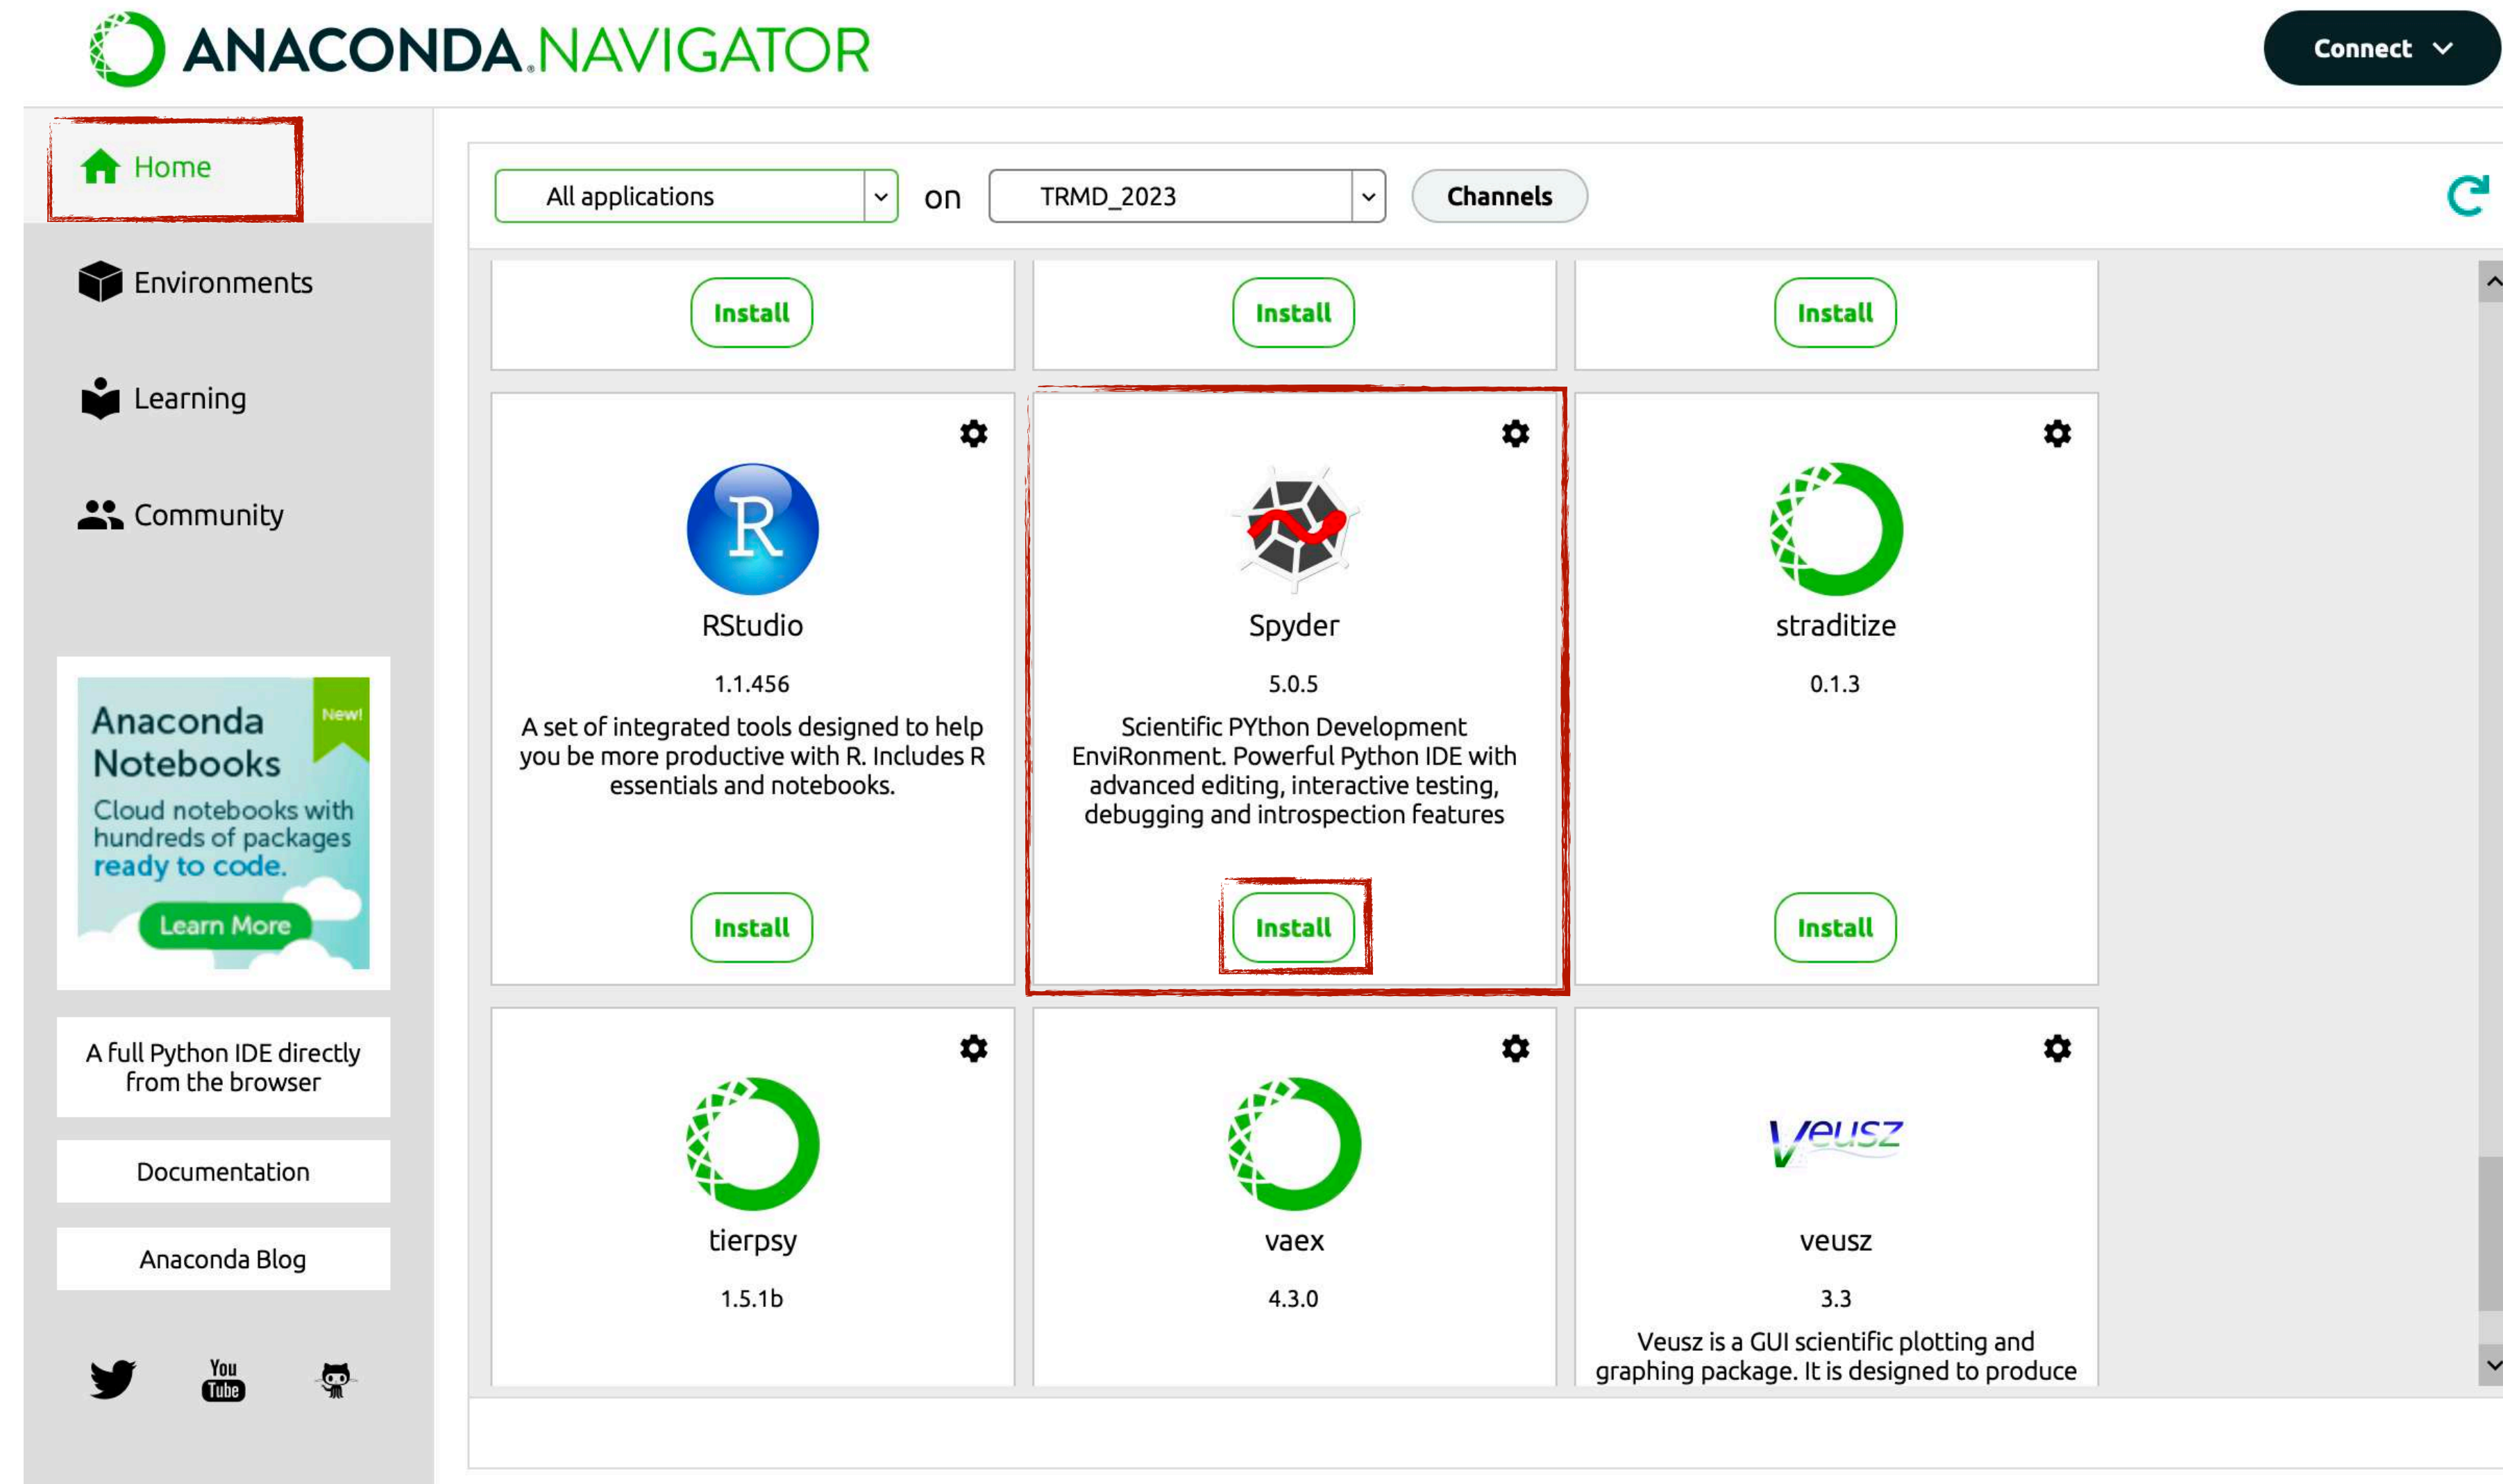 ANACONDA.NAVIGATOR
Connect
Home
Environments
Learning
Community
Anaconda
Notebooks
New!
Cloud notebooks with
hundreds of packages
ready to code.
Learn More
A full Python IDE directly
from the browser
Documentation
Anaconda Blog
You
Tube
All applications
on
TRMD_2023
Channels
Install
Install
Install
R
RStudio
1.1.456
A set of integrated tools designed to help
you be more productive with R. Includes R
essentials and notebooks.
Install
Spyder
5.0.5
Scientific PYthon Development
EnviRonment. Powerful Python IDE with
advanced editing, interactive testing,
debugging and introspection features
Install
straditize
0.1.3
Install
tierpsy
1.5.1b
vaex
4.3.0
Veusz
veusz
3.3
Veusz is a GUI scientific plotting and
graphing package. It is designed to produce